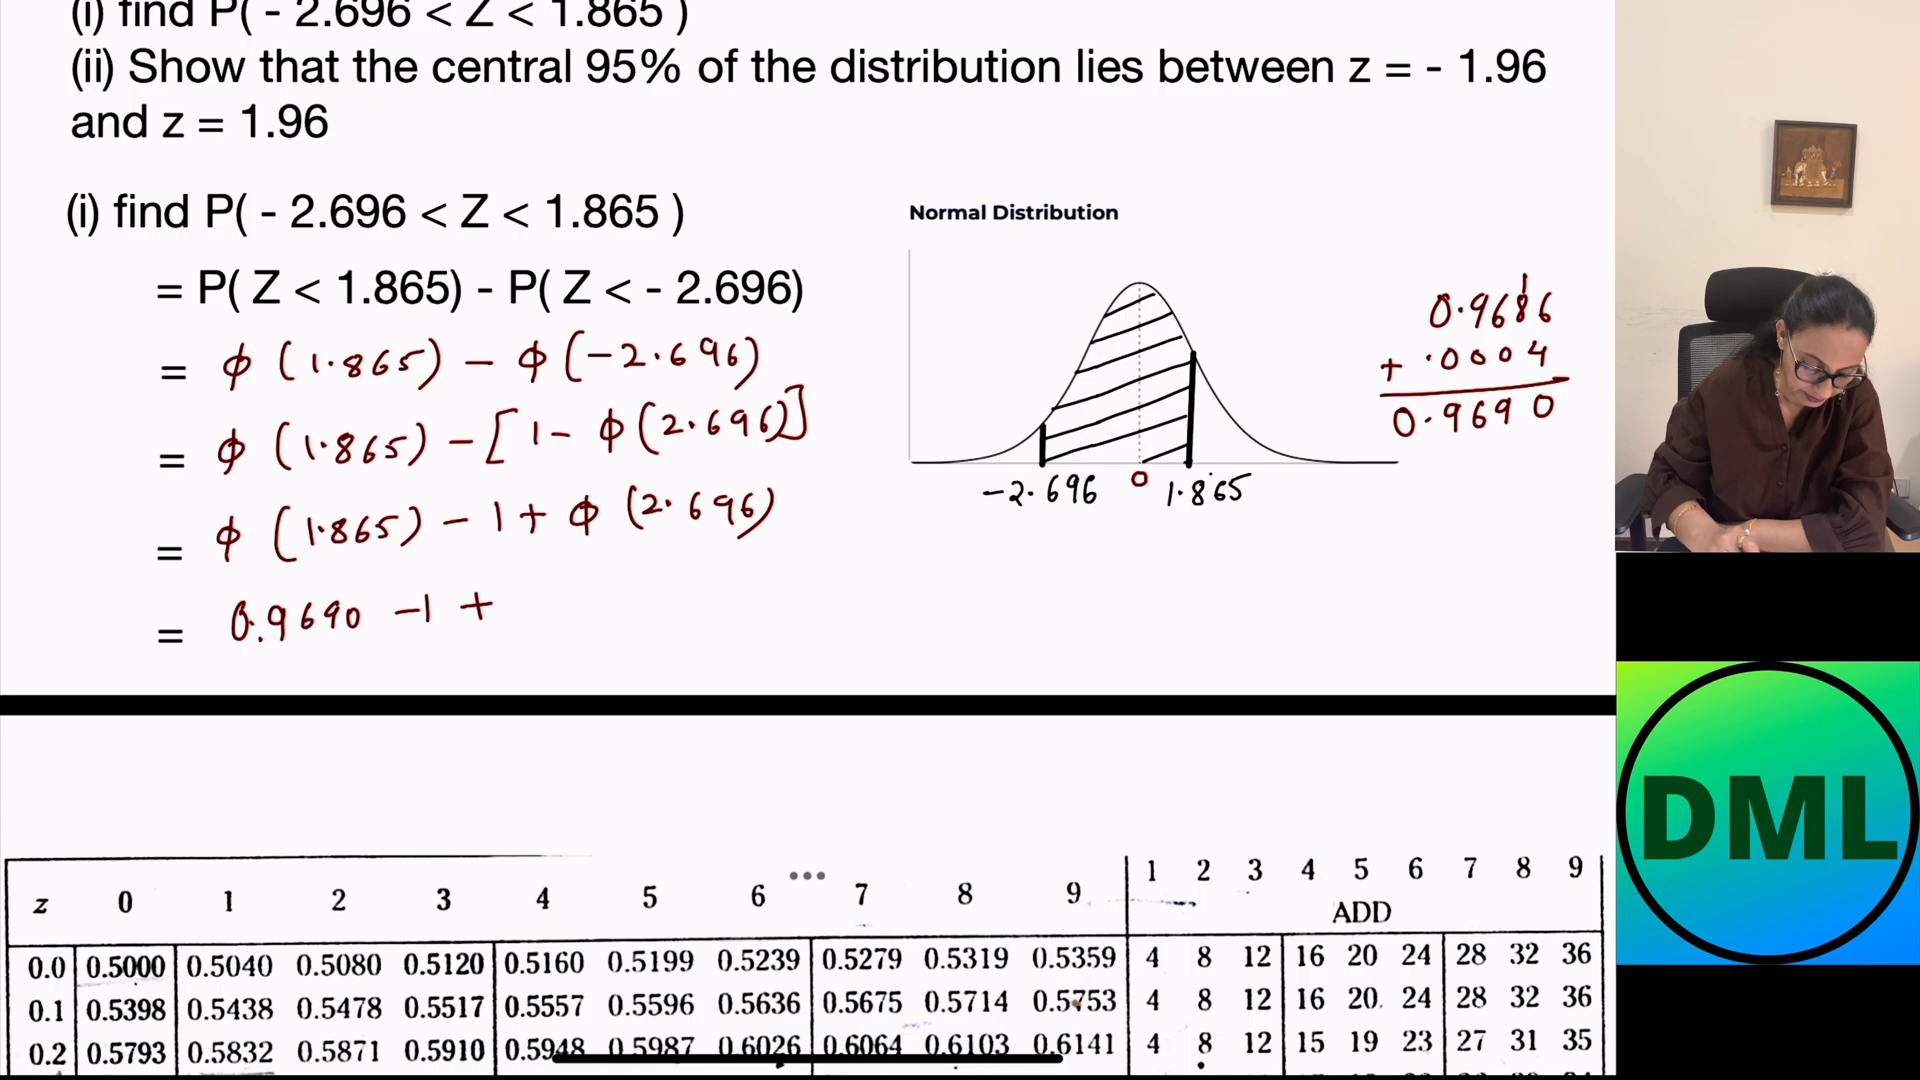 (i) find P( - 2.696 < Z < 1.865 )
(ii) Show that the central 95% of the distribution lies between z = - 1.96
and z = 1.96
(i) find P( - 2.696 < Z < 1.865 )
= P( Z < 1.865) - P( Z < - 2.696)
= ϕ (1.865) - ϕ (-2.696)
= ϕ (1.865) - [1 - ϕ (2.696)]
= ϕ (1.865) - 1 + ϕ (2.696)
= 0.9690 -1 +
Normal Distribution
-2.696 0 1.865
1
0.9686
+ .0004
0.9690
DML
z 0 1 2 3 4 5 6 7 8 9 1 2 3 4 5 6 7 8 9
ADD
0.0 0.5000 0.5040 0.5080 0.5120 0.5160 0.5199 0.5239 0.5279 0.5319 0.5359 4 8 12 16 20 24 28 32 36
0.1 0.5398 0.5438 0.5478 0.5517 0.5557 0.5596 0.5636 0.5675 0.5714 0.5753 4 8 12 16 20 24 28 32 36
0.2 0.5793 0.5832 0.5871 0.5910 0.5948 0.5987 0.6026 0.6064 0.6103 0.6141 4 8 12 15 19 23 27 31 35